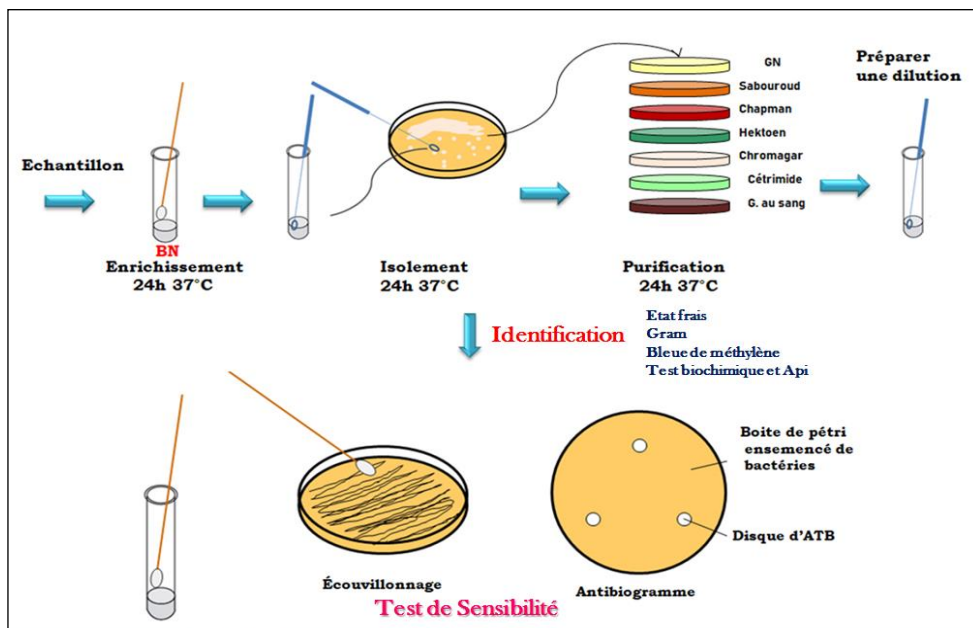 Echantillon
BN
Enrichissement
24h 37°C
Isolement
24h 37°C
GN
Sabouroud
Chapman
Hektoen
Chromagar
Cétrimide
G. au sang
Purification
24h 37°C
Préparer
une dilution
Identification
Etat frais
Gram
Bleue de méthylène
Test biochimique et Api
Écouvillonnage
Boite de pétri
ensemencé de
bactéries
Disque d'ATB
Antibiogramme
Test de Sensibilité